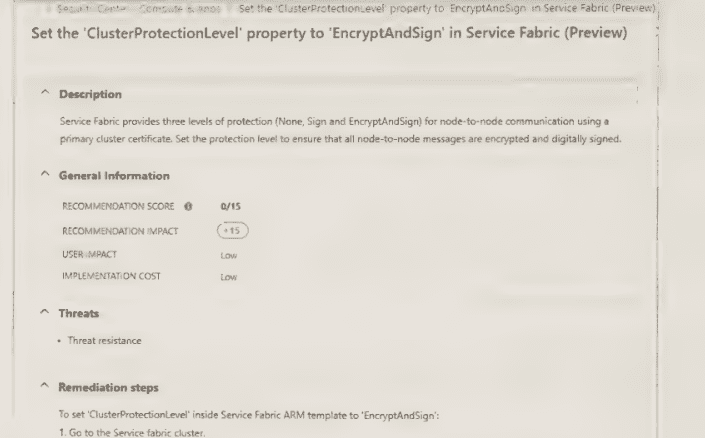 Set the 'ClusterProtectionLevel' property to 'EncryptAndSign' in Service Fabric (Preview)
Set the 'ClusterProtectionLevel' property to 'EncryptAndSign' in Service Fabric (Preview)
Description
Service Fabric provides three levels of protection (None, Sign and EncryptAndSign) for node-to-node communication using a
primary cluster certificate. Set the protection level to ensure that all node-to-node messages are encrypted and digitally signed.
General Information
RECOMMENDATION SCORE 0/15
RECOMMENDATION IMPACT +15
USER IMPACT Low
IMPLEMENTATION COST Low
Threats
• Threat resistance
Remediation steps
To set 'ClusterProtectionLevel' inside Service Fabric ARM template to 'EncryptAndSign':
1. Go to the Service fabric cluster.